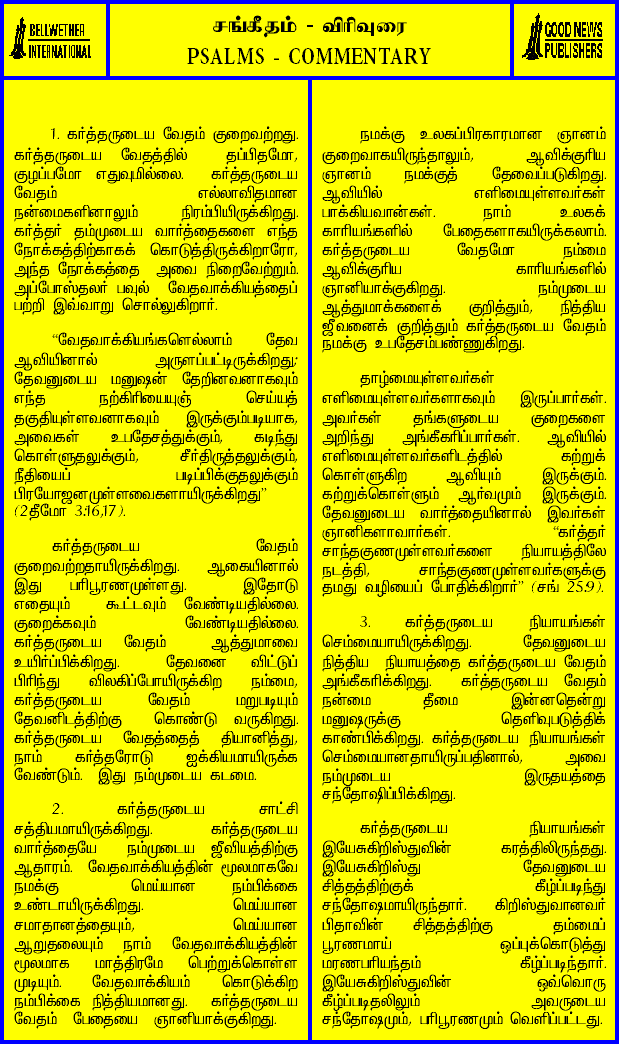 BELLWETHER
INTERNATIONAL
சங்கீதம் - விரிவுரை
PSALMS - COMMENTARY
GOOD NEWS
PUBLISHERS
1. கர்த்தருடைய வேதம் குறைவற்றது.
கர்த்தருடைய வேதத்தில் தப்பிதமோ,
குழப்பமோ எதுவுமில்லை. கர்த்தருடைய
வேதம் எல்லாவிதமான
நன்மைகளினாலும் நிரம்பியிருக்கிறது.
கர்த்தர் தம்முடைய வார்த்தைகளை எந்த
நோக்கத்திற்காகக் கொடுத்திருக்கிறாரோ,
அந்த நோக்கத்தை அவை நிறைவேற்றும்.
அப்போஸ்தலர் பவுல் வேதவாக்கியத்தைப்
பற்றி இவ்வாறு சொல்லுகிறார்.
“வேதவாக்கியங்களெல்லாம் தேவ
ஆவியினால் அருளப்பட்டிருக்கிறது;
தேவனுடைய மனுஷன் தேறினவனாகவும்
எந்த நற்கிரியையுஞ் செய்யத்
தகுதியுள்ளவனாகவும் இருக்கும்படியாக,
அவைகள் உபதேசத்துக்கும், கடிந்து
கொள்ளுதலுக்கும், சீர்திருத்தலுக்கும்,
நீதியைப் படிப்பிக்குதலுக்கும்
பிரயோஜனமுள்ளவைகளாயிருக்கிறது”
(2தீமோ 3:16,17).
கர்த்தருடைய வேதம்
குறைவற்றதாயிருக்கிறது. ஆகையினால்
இது பரிபூரணமுள்ளது. இதோடு
எதையும் கூட்டவும் வேண்டியதில்லை.
குறைக்கவும் வேண்டியதில்லை.
கர்த்தருடைய வேதம் ஆத்துமாவை
உயிர்ப்பிக்கிறது. தேவனை விட்டுப்
பிரிந்து விலகிப்போயிருக்கிற நம்மை,
கர்த்தருடைய வேதம் மறுபடியும்
தேவனிடத்திற்கு கொண்டு வருகிறது.
கர்த்தருடைய வேதத்தைத் தியானித்து,
நாம் கர்த்தரோடு ஐக்கியமாயிருக்க
வேண்டும். இது நம்முடைய கடமை.
2. கர்த்தருடைய சாட்சி
சத்தியமாயிருக்கிறது. கர்த்தருடைய
வார்த்தையே நம்முடைய ஜீவியத்திற்கு
ஆதாரம். வேதவாக்கியத்தின் மூலமாகவே
நமக்கு மெய்யான நம்பிக்கை
உண்டாயிருக்கிறது. மெய்யான
சமாதானத்தையும், மெய்யான
ஆறுதலையும் நாம் வேதவாக்கியத்தின்
மூலமாக மாத்திரமே பெற்றுக்கொள்ள
முடியும். வேதவாக்கியம் கொடுக்கிற
நம்பிக்கை நித்தியமானது. கர்த்தருடைய
வேதம் பேதையை ஞானியாக்குகிறது.
நமக்கு உலகப்பிரகாரமான ஞானம்
குறைவாகயிருந்தாலும், ஆவிக்குரிய
ஞானம் நமக்குத் தேவைப்படுகிறது.
ஆவியில் எளிமையுள்ளவர்கள்
பாக்கியவான்கள். நாம் உலகக்
காரியங்களில் பேதைகளாகயிருக்கலாம்.
கர்த்தருடைய வேதமோ நம்மை
ஆவிக்குரிய காரியங்களில்
ஞானியாக்குகிறது. நம்முடைய
ஆத்துமாக்களைக் குறித்தும், நித்திய
ஜீவனைக் குறித்தும் கர்த்தருடைய வேதம்
நமக்கு உபதேசம்பண்ணுகிறது.
தாழ்மையுள்ளவர்கள்
எளிமையுள்ளவர்களாகவும் இருப்பார்கள்.
அவர்கள் தங்களுடைய குறைகளை
அறிந்து அங்கீகரிப்பார்கள். ஆவியில்
எளிமையுள்ளவர்களிடத்தில் கற்றுக்
கொள்ளுகிற ஆவியும் இருக்கும்.
கற்றுக்கொள்ளும் ஆர்வமும் இருக்கும்.
தேவனுடைய வார்த்தையினால் இவர்கள்
ஞானிகளாவார்கள். “கர்த்தர்
சாந்தகுணமுள்ளவர்களை நியாயத்திலே
நடத்தி, சாந்தகுணமுள்ளவர்களுக்கு
தமது வழியைப் போதிக்கிறார்” (சங் 25:9).
3. கர்த்தருடைய நியாயங்கள்
செம்மையாயிருக்கிறது. தேவனுடைய
நித்திய நியாயத்தை கர்த்தருடைய வேதம்
அங்கீகரிக்கிறது. கர்த்தருடைய வேதம்
நன்மை தீமை இன்னதென்று
மனுஷருக்கு தெளிவுபடுத்திக்
காண்பிக்கிறது. கர்த்தருடைய நியாயங்கள்
செம்மையானதாயிருப்பதினால், அவை
நம்முடைய இருதயத்தை
சந்தோஷிப்பிக்கிறது.
கர்த்தருடைய நியாயங்கள்
இயேசுகிறிஸ்துவின் கரத்திலிருந்தது.
இயேசுகிறிஸ்து தேவனுடைய
சித்தத்திற்குக் கீழ்ப்படிந்து
சந்தோஷமாயிருந்தார். கிறிஸ்துவானவர்
பிதாவின் சித்தத்திற்கு தம்மைப்
பூரணமாய் ஒப்புக்கொடுத்து
மரணபரியந்தம் கீழ்ப்படிந்தார்.
இயேசுகிறிஸ்துவின் ஒவ்வொரு
கீழ்ப்படிதலிலும் அவருடைய
சந்தோஷமும், பரிபூரணமும் வெளிப்பட்டது.